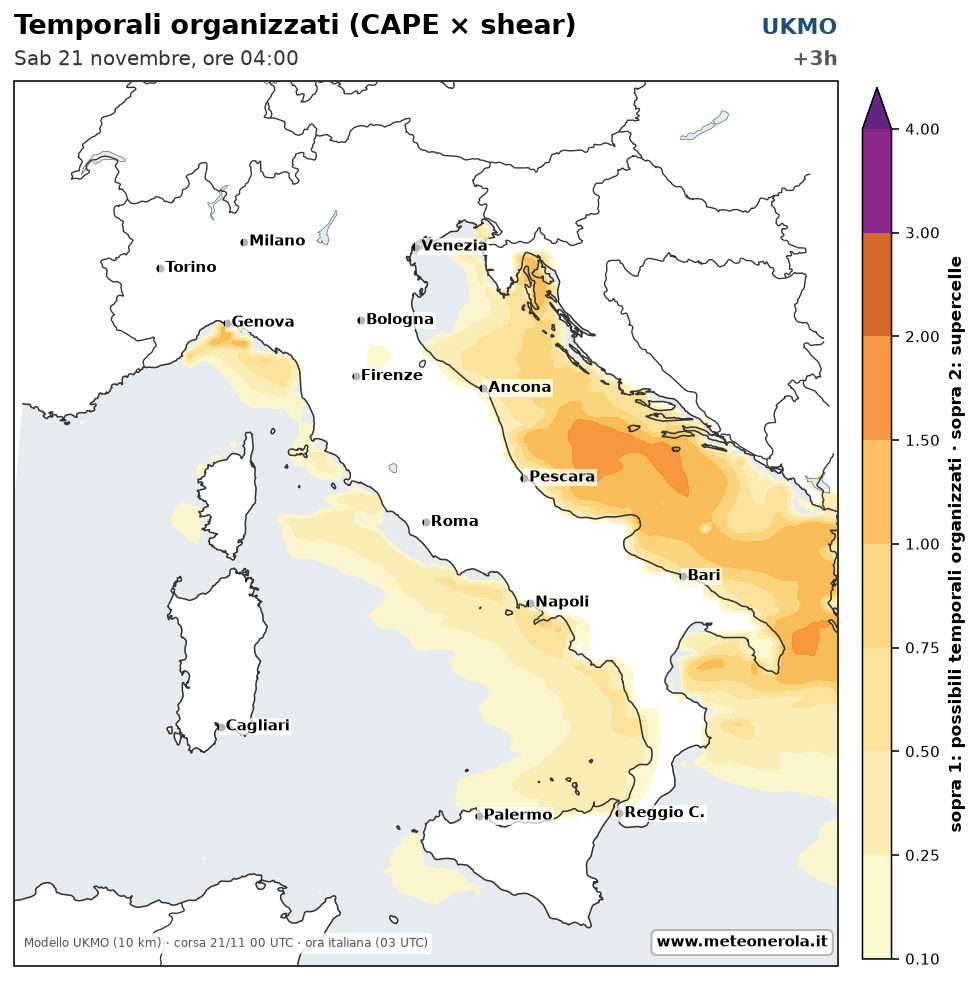 Temporali organizzati (CAPE × shear)
UKMO
Sab 21 novembre, ore 04:00
+3h
4.00
3.00
2.00
1.50
1.00
0.75
0.50
0.25
0.10
sopra 1: possibili temporali organizzati · sopra 2: supercelle
Milano
Venezia
Torino
Genova
Bologna
Firenze
Ancona
Pescara
Roma
Bari
Napoli
Cagliari
Palermo
Reggio C.
Modello UKMO (10 km) · corsa 21/11 00 UTC · ora italiana (03 UTC)
www.meteonerola.it